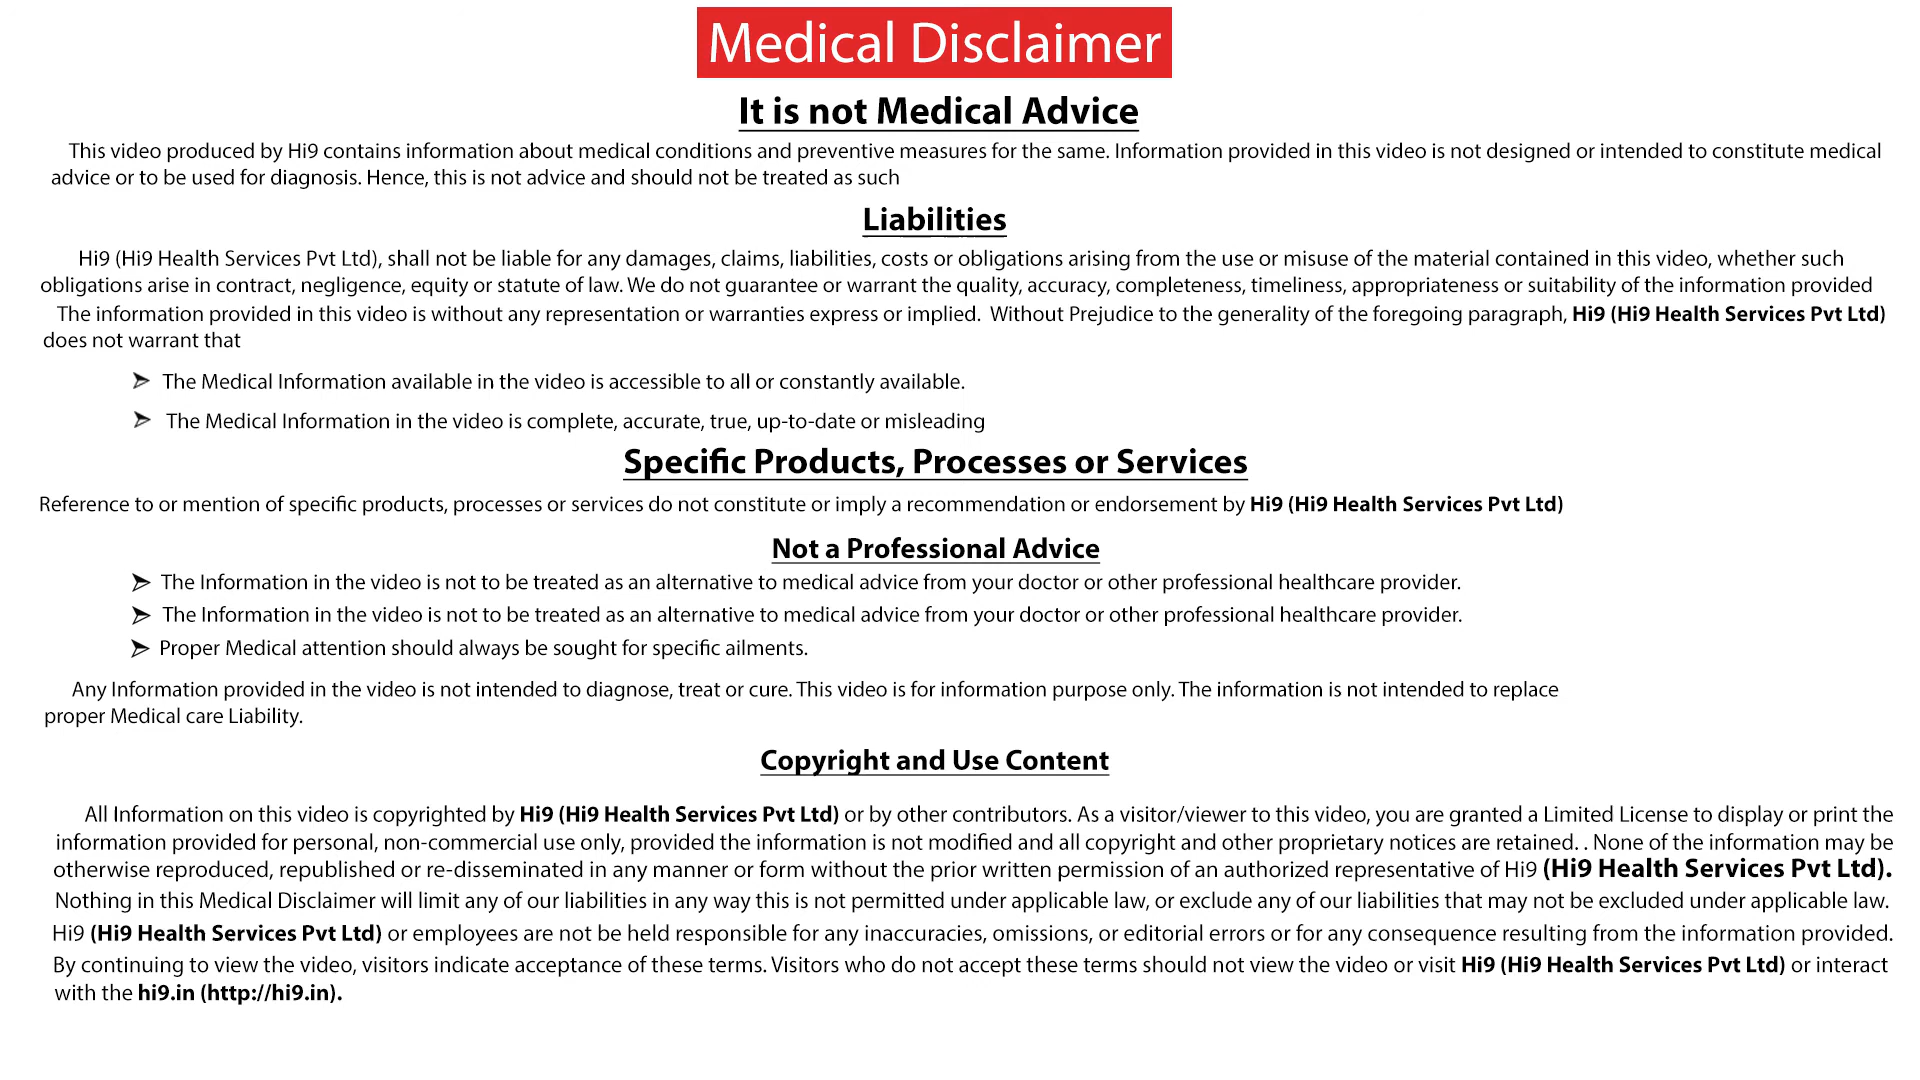 Medical Disclaimer
It is not Medical Advice
This video produced by Hi9 contains information about medical conditions and preventive measures for the same. Information provided in this video is not designed or intended to constitute medical
advice or to be used for diagnosis. Hence, this is not advice and should not be treated as such
Liabilities
Hi9 (Hi9 Health Services Pvt Ltd), shall not be liable for any damages, claims, liabilities, costs or obligations arising from the use or misuse of the material contained in this video, whether such
obligations arise in contract, negligence, equity or statute of law. We do not guarantee or warrant the quality, accuracy, completeness, timeliness, appropriateness or suitability of the information provided
The information provided in this video is without any representation or warranties express or implied. Without Prejudice to the generality of the foregoing paragraph, Hi9 (Hi9 Health Services Pvt Ltd)
does not warrant that
➢ The Medical Information available in the video is accessible to all or constantly available.
➢ The Medical Information in the video is complete, accurate, true, up-to-date or misleading
Specific Products, Processes or Services
Reference to or mention of specific products, processes or services do not constitute or imply a recommendation or endorsement by Hi9 (Hi9 Health Services Pvt Ltd)
Not a Professional Advice
➢ The Information in the video is not to be treated as an alternative to medical advice from your doctor or other professional healthcare provider.
➢ The Information in the video is not to be treated as an alternative to medical advice from your doctor or other professional healthcare provider.
➢ Proper Medical attention should always be sought for specific ailments.
Any Information provided in the video is not intended to diagnose, treat or cure. This video is for information purpose only. The information is not intended to replace
proper Medical care Liability.
Copyright and Use Content
All Information on this video is copyrighted by Hi9 (Hi9 Health Services Pvt Ltd) or by other contributors. As a visitor/viewer to this video, you are granted a Limited License to display or print the
information provided for personal, non-commercial use only, provided the information is not modified and all copyright and other proprietary notices are retained. . None of the information may be
otherwise reproduced, republished or re-disseminated in any manner or form without the prior written permission of an authorized representative of Hi9 (Hi9 Health Services Pvt Ltd).
Nothing in this Medical Disclaimer will limit any of our liabilities in any way this is not permitted under applicable law, or exclude any of our liabilities that may not be excluded under applicable law.
Hi9 (Hi9 Health Services Pvt Ltd) or employees are not be held responsible for any inaccuracies, omissions, or editorial errors or for any consequence resulting from the information provided.
By continuing to view the video, visitors indicate acceptance of these terms. Visitors who do not accept these terms should not view the video or visit Hi9 (Hi9 Health Services Pvt Ltd) or interact
with the hi9.in (http://hi9.in).